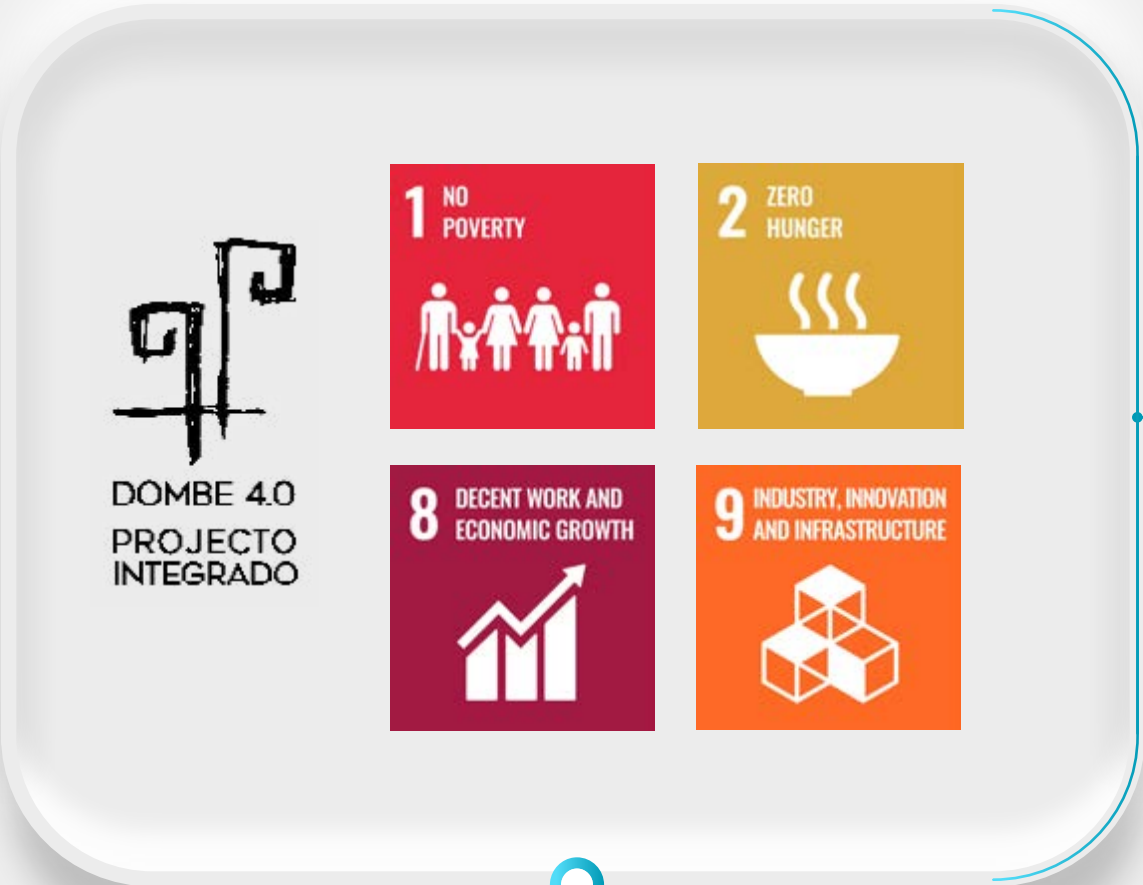 DOMBE 4.0
PROJECTO
INTEGRADO
1 NO
POVERTY
2 ZERO
HUNGER
8 DECENT WORK AND
ECONOMIC GROWTH
9 INDUSTRY, INNOVATION
AND INFRASTRUCTURE